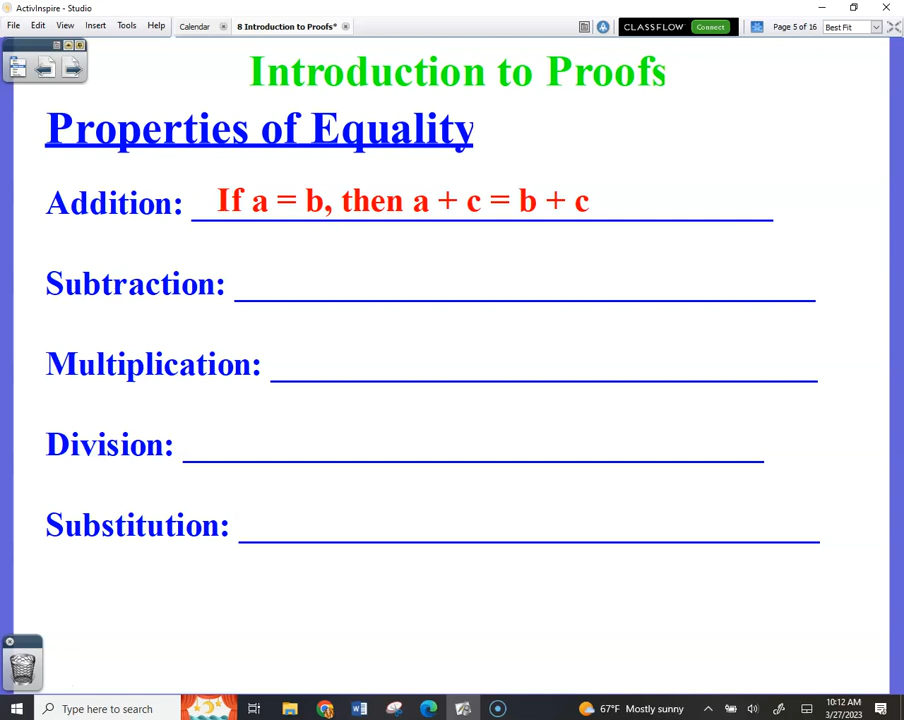 ActivInspire - Studio
File Edit View Insert Tools Help Calendar 8 Introduction to Proofs* CLASSFLOW Connect Page 5 of 16 Best Fit
Introduction to Proofs
Properties of Equality
Addition: If a = b, then a + c = b + c
Subtraction:
Multiplication:
Division:
Substitution:
Type here to search
67°F Mostly sunny
10:12 AM
3/27/2023